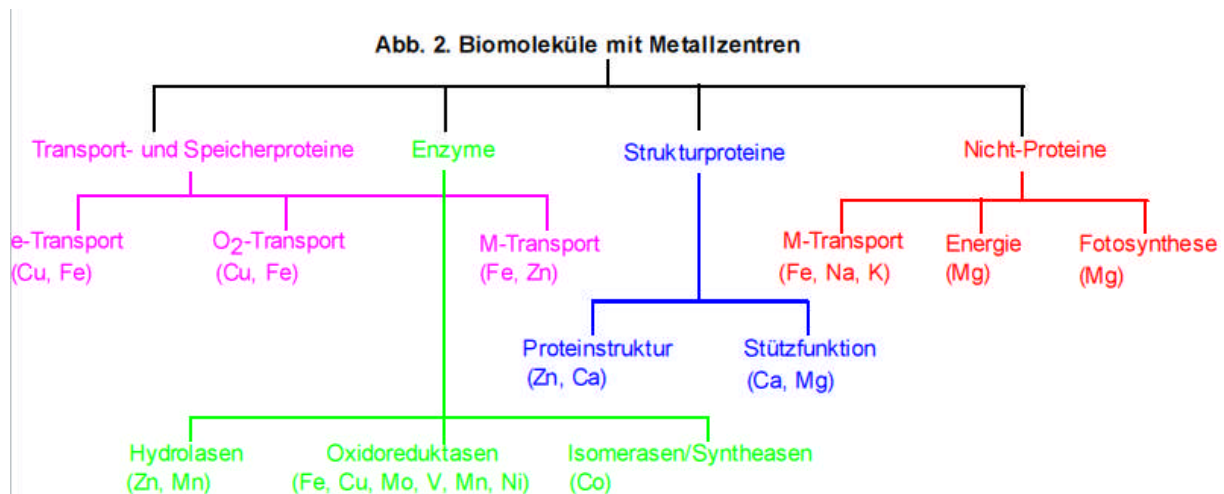 Abb. 2. Biomoleküle mit Metallzentren
Transport- und Speicherproteine
Enzyme
Strukturproteine
Nicht-Proteine
e-Transport
(Cu, Fe)
O2-Transport
(Cu, Fe)
M-Transport
(Fe, Zn)
M-Transport
(Fe, Na, K)
Energie
(Mg)
Fotosynthese
(Mg)
Proteinstruktur
(Zn, Ca)
Stützfunktion
(Ca, Mg)
Hydrolasen
(Zn, Mn)
Oxidoreduktasen
(Fe, Cu, Mo, V, Mn, Ni)
Isomerasen/Syntheasen
(Co)